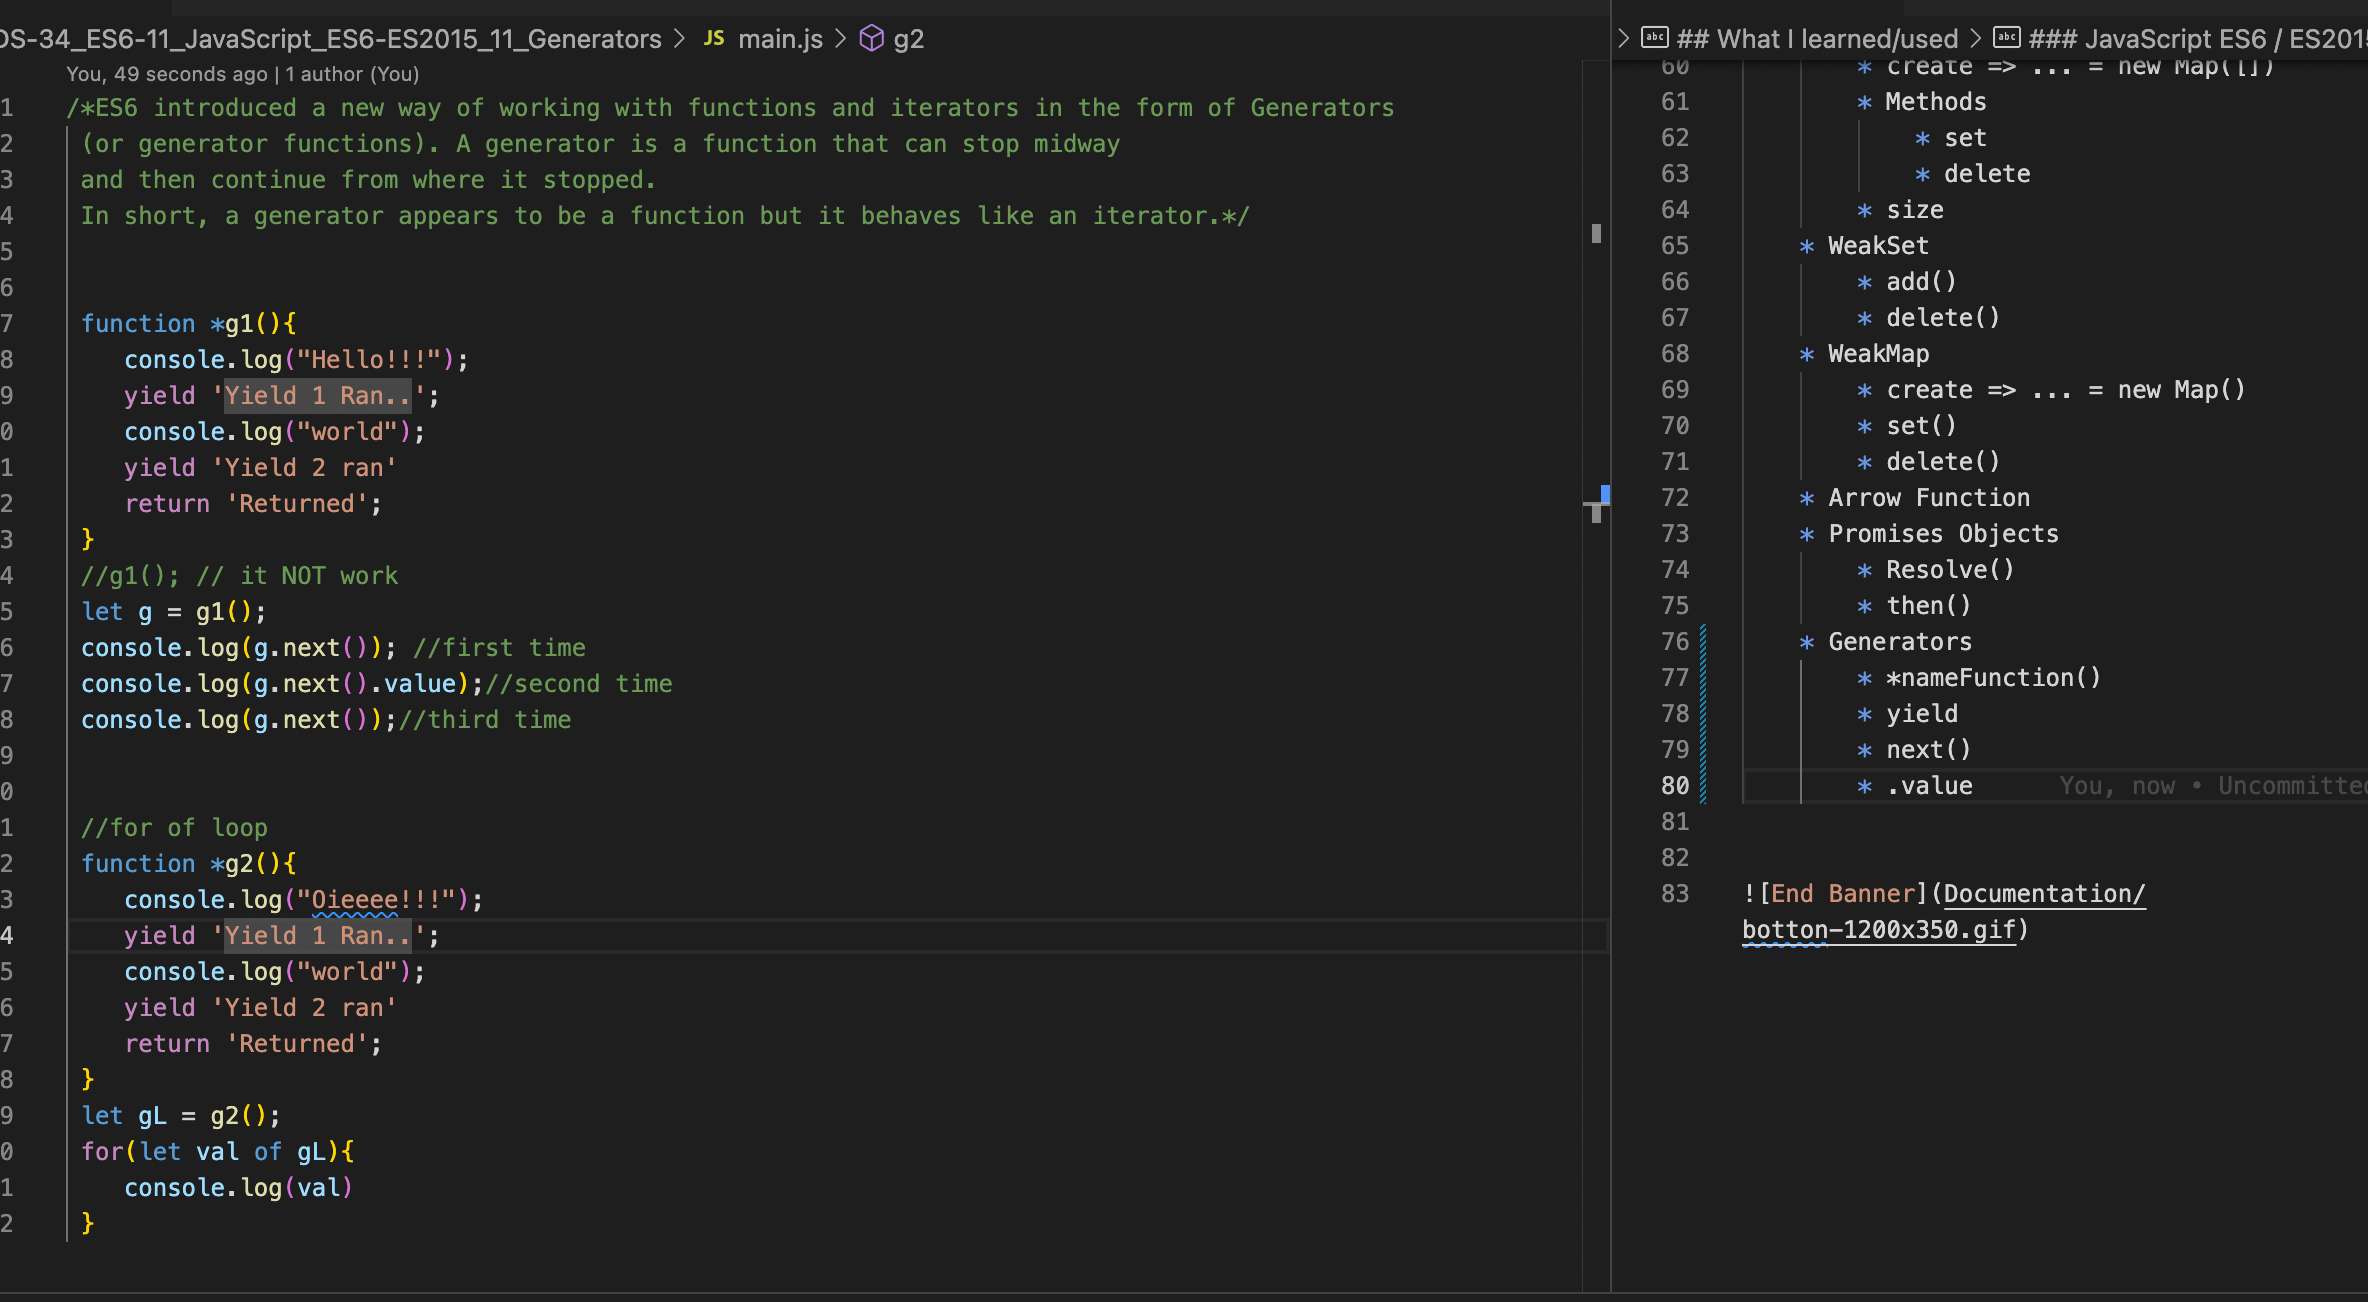 OS-34_ES6-11_JavaScript_ES6-ES2015_11_Generators > JS main.js > g2
You, 49 seconds ago | 1 author (You)
1 /*ES6 introduced a new way of working with functions and iterators in the form of Generators
2 (or generator functions). A generator is a function that can stop midway
3 and then continue from where it stopped.
4 In short, a generator appears to be a function but it behaves like an iterator.*/
5
6
7 function *g1(){
8 console.log("Hello!!!");
9 yield 'Yield 1 Ran..';
0 console.log("world");
1 yield 'Yield 2 ran'
2 return 'Returned';
3 }
4 //g1(); // it NOT work
5 let g = g1();
6 console.log(g.next()); //first time
7 console.log(g.next().value);//second time
8 console.log(g.next());//third time
9
0
1 //for of loop
2 function *g2(){
3 console.log("Oieeee!!!");
4 yield 'Yield 1 Ran..';
5 console.log("world");
6 yield 'Yield 2 ran'
7 return 'Returned';
8 }
9 let gL = g2();
0 for(let val of gL){
1 console.log(val)
2 }
> abc ## What I learned/used > abc ### JavaScript ES6 / ES2015
60 * create => ... = new Map([])
61 * Methods
62 * set
63 * delete
64 * size
65 * WeakSet
66 * add()
67 * delete()
68 * WeakMap
69 * create => ... = new Map()
70 * set()
71 * delete()
72 * Arrow Function
73 * Promises Objects
74 * Resolve()
75 * then()
76 * Generators
77 * *nameFunction()
78 * yield
79 * next()
80 * .value You, now • Uncommitted
81
82
83 ![End Banner](Documentation/
botton-1200x350.gif)